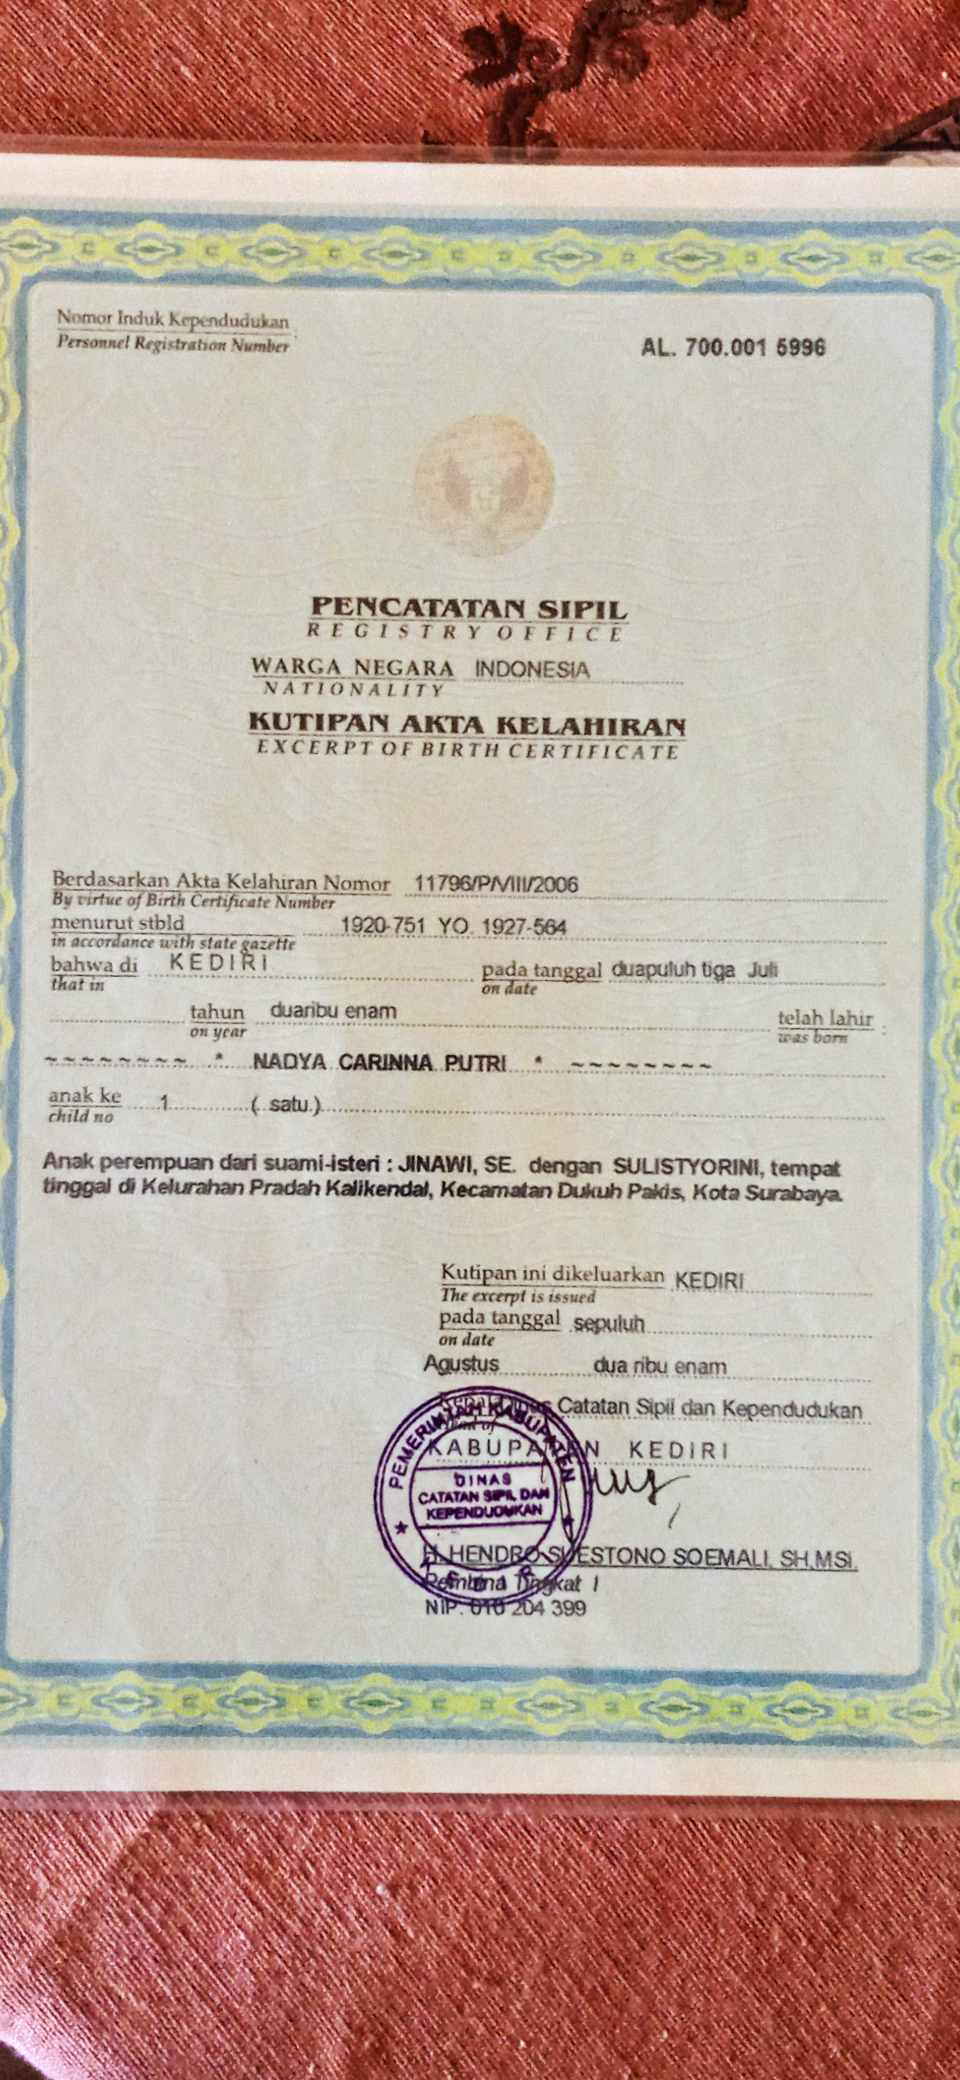 Nomor Induk Kependudukan
Personnel Registration Number
AL. 700.001 5996
PENCATATAN SIPIL
REGISTRY OFFICE
WARGA NEGARA INDONESIA
NATIONALITY
KUTIPAN AKTA KELAHIRAN
EXCERPT OF BIRTH CERTIFICATE
Berdasarkan Akta Kelahiran Nomor 11796/P/VIII/2006
By virtue of Birth Certificate Number
menurut stbld 1920-751 YO. 1927-564
in accordance with state gazette
bahwa di KEDIRI pada tanggal duapuluh tiga Juli
that in on date
tahun duaribu enam telah lahir :
on year was born
~~~~~~~~ * NADYA CARINNA PUTRI * ~~~~~~~~
anak ke 1 ( satu )
child no
Anak perempuan dari suami-isteri : JINAWI, SE. dengan SULISTYORINI, tempat
tinggal di Kelurahan Pradah Kalikendal, Kecamatan Dukuh Pakis, Kota Surabaya.
Kutipan ini dikeluarkan KEDIRI
The excerpt is issued
pada tanggal sepuluh
on date
Agustus dua ribu enam
Kepala Dinas Catatan Sipil dan Kependudukan
Head of
KABUPATEN KEDIRI
PEMERINTAH KABUPATEN
DINAS
CATATAN SIPIL DAN
KEPENDUDUKAN
KEDIRI
H. HENDRO SUESTONO SOEMALI, SH,MSi.
Pembina Tingkat I
NIP. 010 204 399